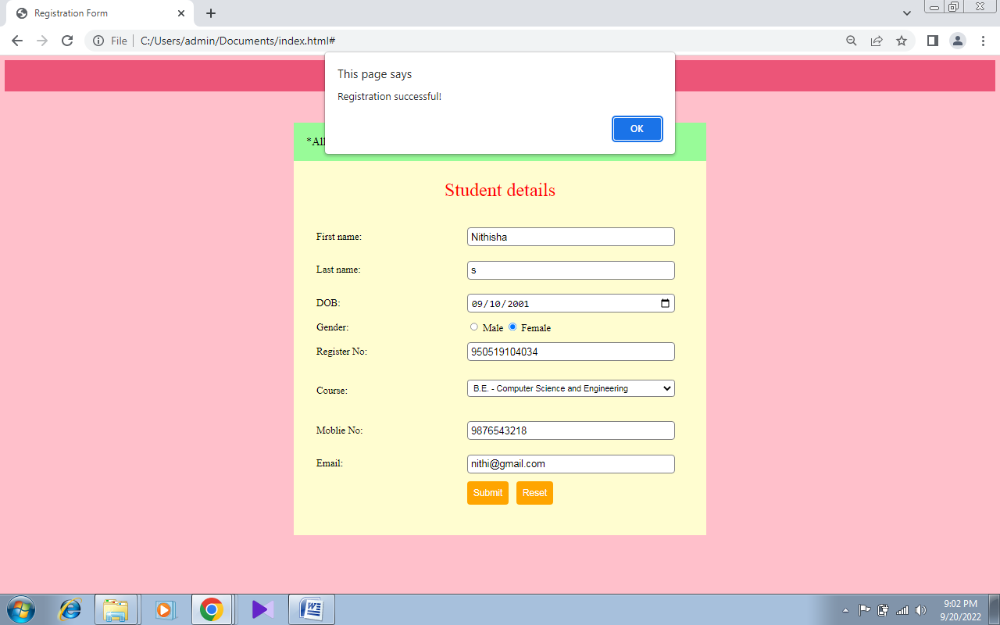 Registration Form
File
C:/Users/admin/Documents/index.html#
This page says
Registration successful!
OK
*All
Student details
First name: Nithisha
Last name: s
DOB: 09/10/2001
Gender: Male Female
Register No: 950519104034
Course: B.E. - Computer Science and Engineering
Moblie No: 9876543218
Email: nithi@gmail.com
Submit Reset
9:02 PM
9/20/2022